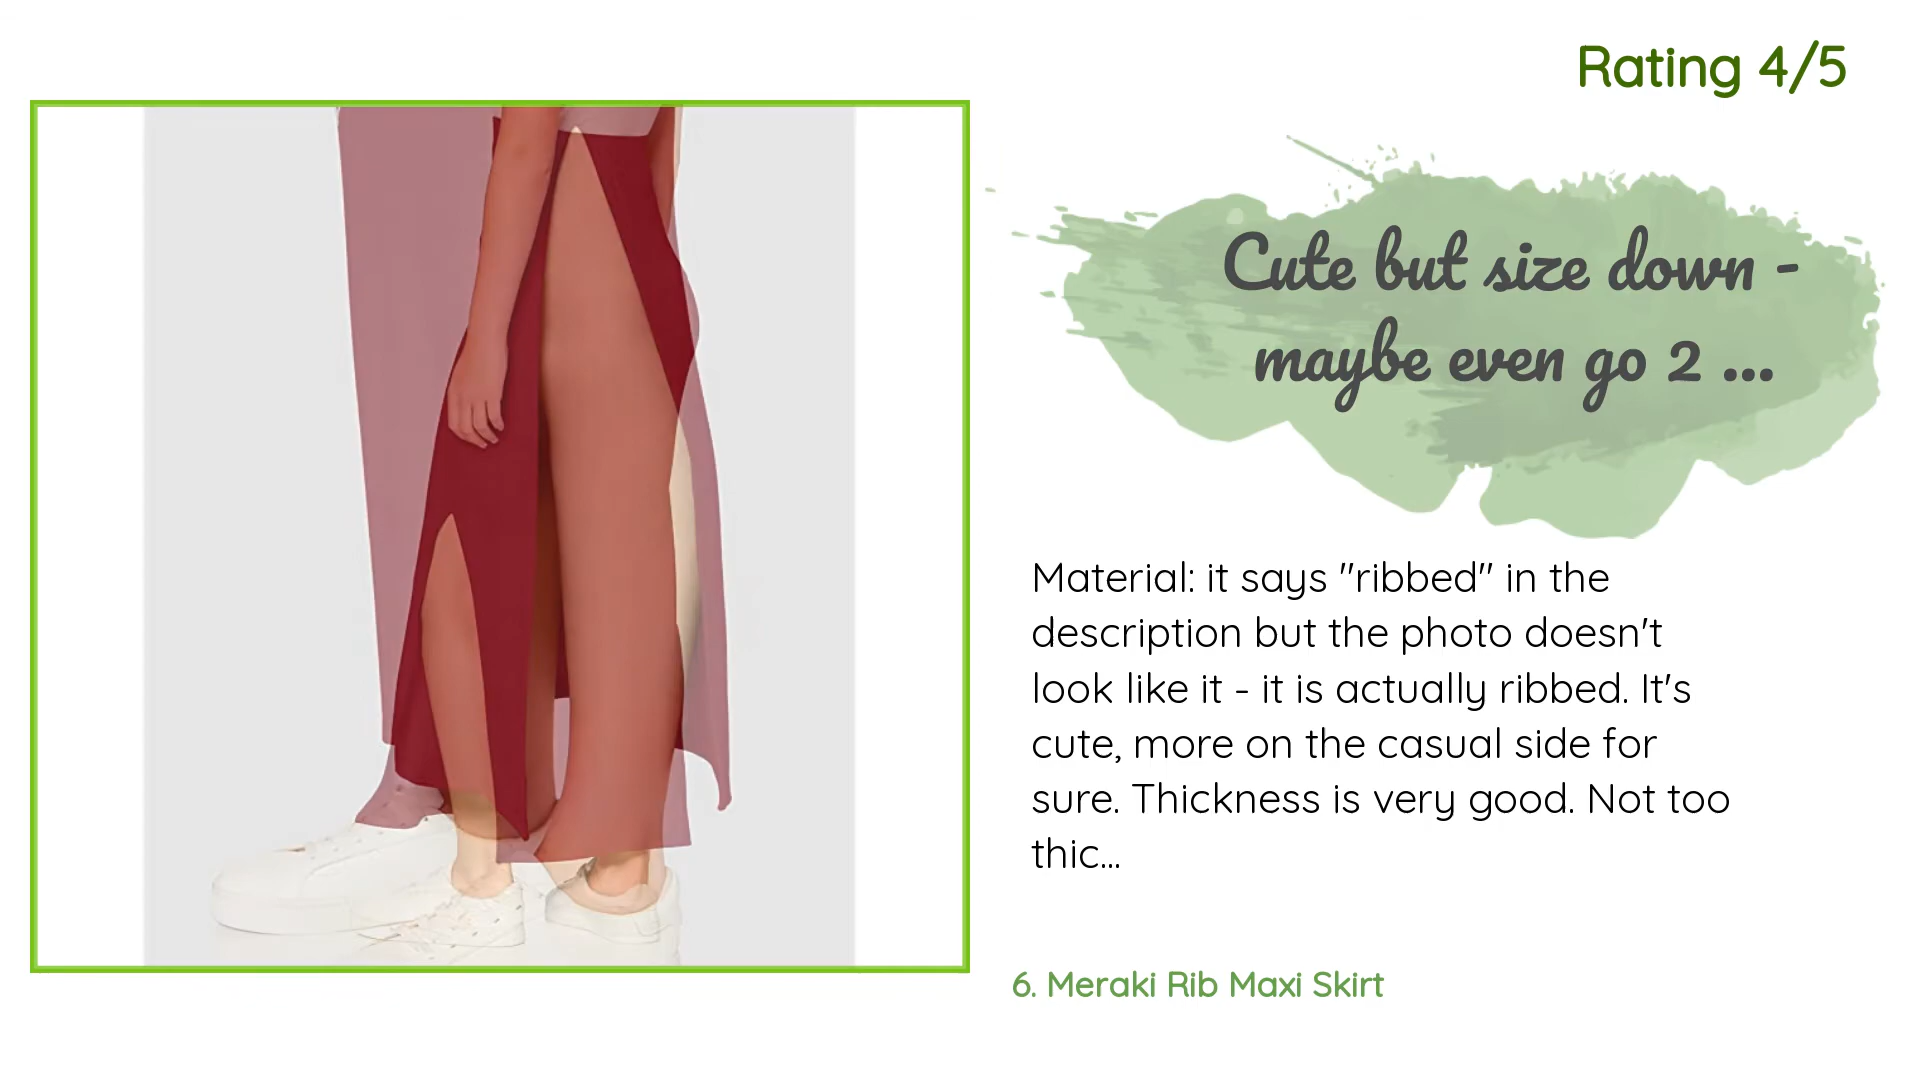 Rating 4/5
Cute but size down -
maybe even go 2 ...
Material: it says "ribbed" in the
description but the photo doesn't
look like it - it is actually ribbed. It's
cute, more on the casual side for
sure. Thickness is very good. Not too
thic...
6. Meraki Rib Maxi Skirt